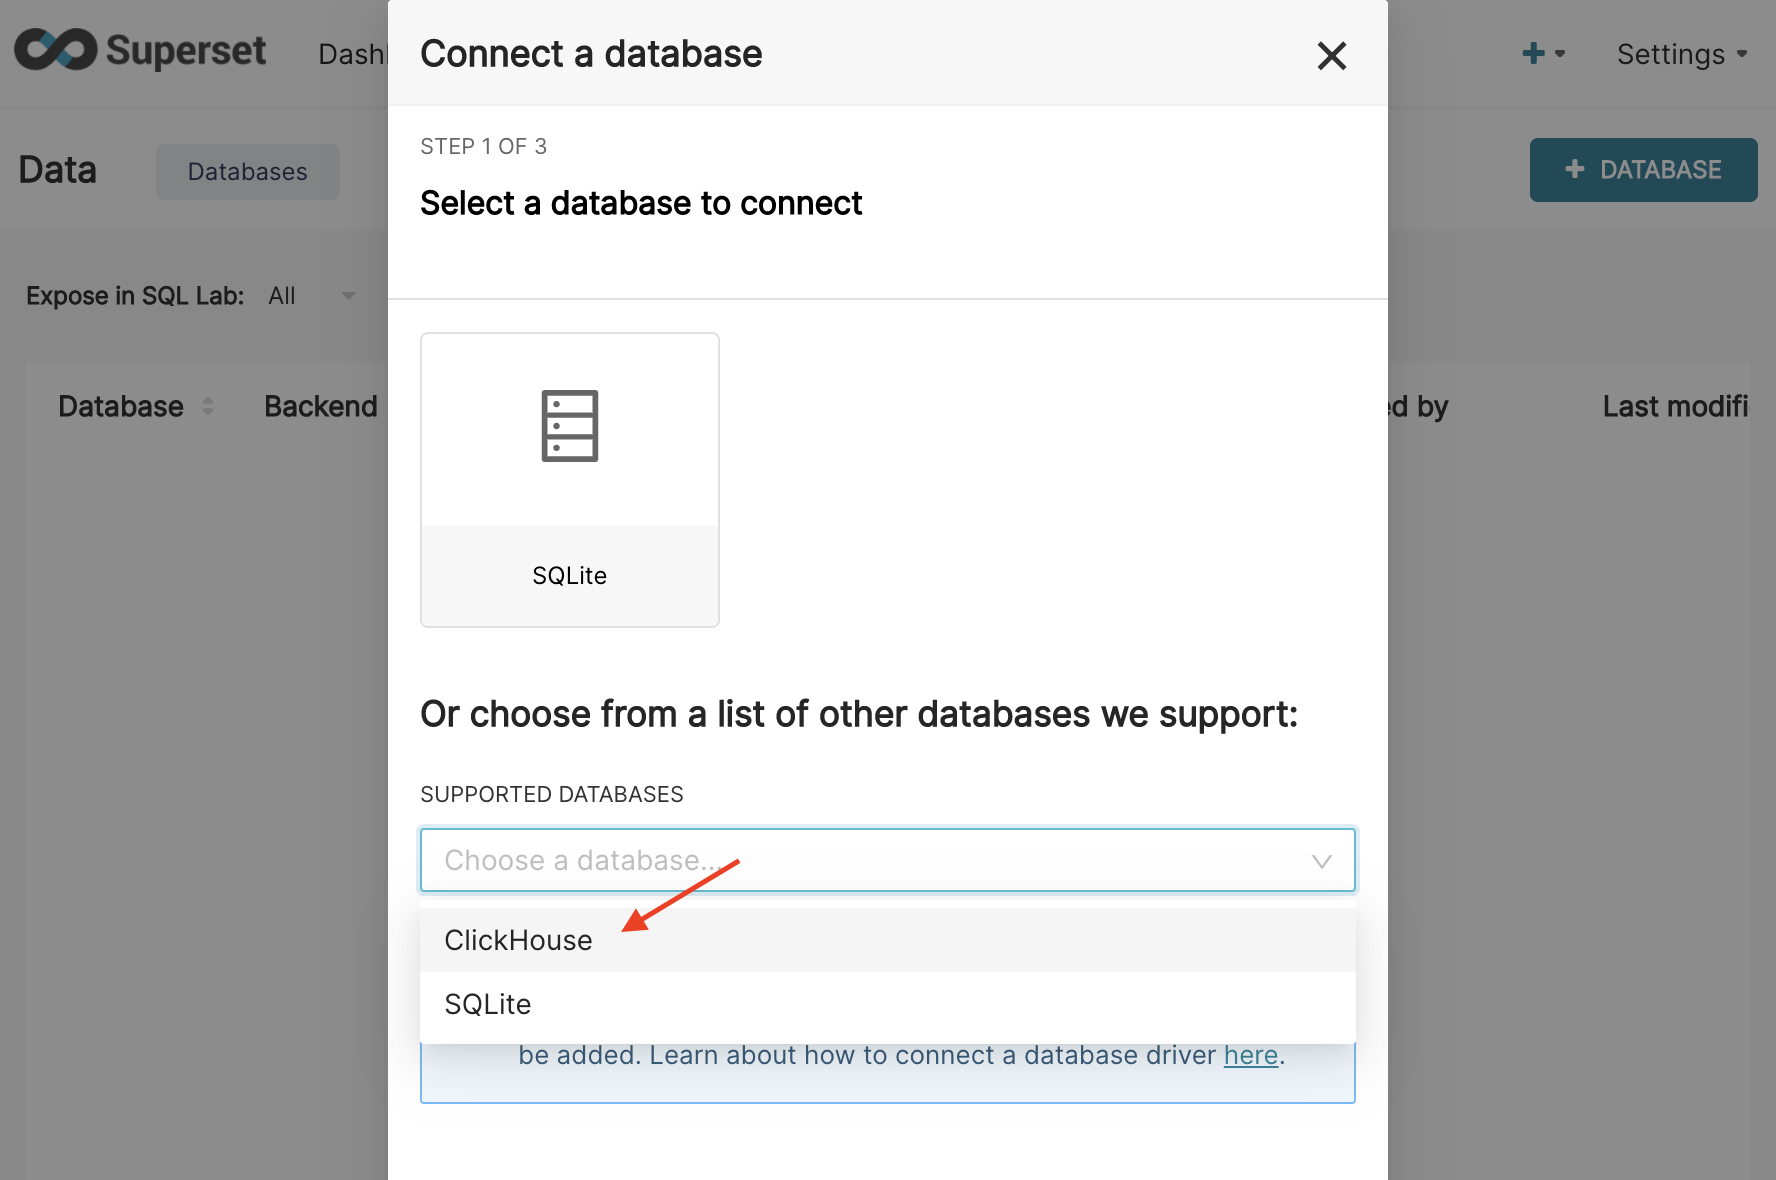 Superset
Connect a database
Settings
STEP 1 OF 3
Data
Databases
+ DATABASE
Select a database to connect
Expose in SQL Lab: All
Database
Backend
Last modifi
SQLite
Or choose from a list of other databases we support:
SUPPORTED DATABASES
Choose a database...
ClickHouse
SQLite
be added. Learn about how to connect a database driver here.